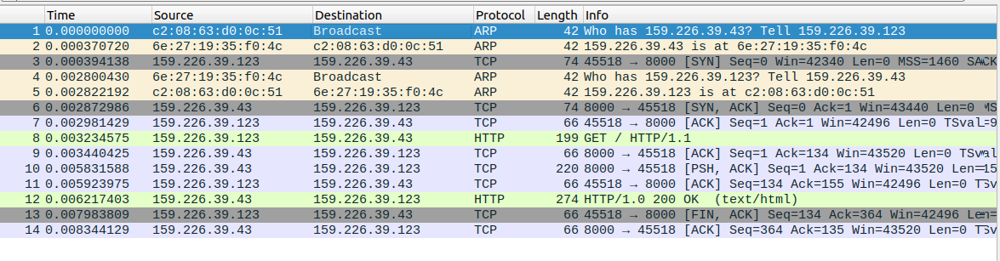 Time Source Destination Protocol Length Info
1 0.000000000 c2:08:63:d0:0c:51 Broadcast ARP 42 Who has 159.226.39.43? Tell 159.226.39.123
2 0.000370720 6e:27:19:35:f0:4c c2:08:63:d0:0c:51 ARP 42 159.226.39.43 is at 6e:27:19:35:f0:4c
3 0.000394138 159.226.39.123 159.226.39.43 TCP 74 45518 → 8000 [SYN] Seq=0 Win=42340 Len=0 MSS=1460 SACK
4 0.002800430 6e:27:19:35:f0:4c Broadcast ARP 42 Who has 159.226.39.123? Tell 159.226.39.43
5 0.002822192 c2:08:63:d0:0c:51 6e:27:19:35:f0:4c ARP 42 159.226.39.123 is at c2:08:63:d0:0c:51
6 0.002872986 159.226.39.43 159.226.39.123 TCP 74 8000 → 45518 [SYN, ACK] Seq=0 Ack=1 Win=43440 Len=0 MS
7 0.002981429 159.226.39.123 159.226.39.43 TCP 66 45518 → 8000 [ACK] Seq=1 Ack=1 Win=42496 Len=0 TSval=9
8 0.003234575 159.226.39.123 159.226.39.43 HTTP 199 GET / HTTP/1.1
9 0.003440425 159.226.39.43 159.226.39.123 TCP 66 8000 → 45518 [ACK] Seq=1 Ack=134 Win=43520 Len=0 TSval
10 0.005831588 159.226.39.43 159.226.39.123 TCP 220 8000 → 45518 [PSH, ACK] Seq=1 Ack=134 Win=43520 Len=15
11 0.005923975 159.226.39.123 159.226.39.43 TCP 66 45518 → 8000 [ACK] Seq=134 Ack=155 Win=42496 Len=0 TSv
12 0.006217403 159.226.39.43 159.226.39.123 HTTP 274 HTTP/1.0 200 OK (text/html)
13 0.007983809 159.226.39.123 159.226.39.43 TCP 66 45518 → 8000 [FIN, ACK] Seq=134 Ack=364 Win=42496 Len=
14 0.008344129 159.226.39.43 159.226.39.123 TCP 66 8000 → 45518 [ACK] Seq=364 Ack=135 Win=43520 Len=0 TSv